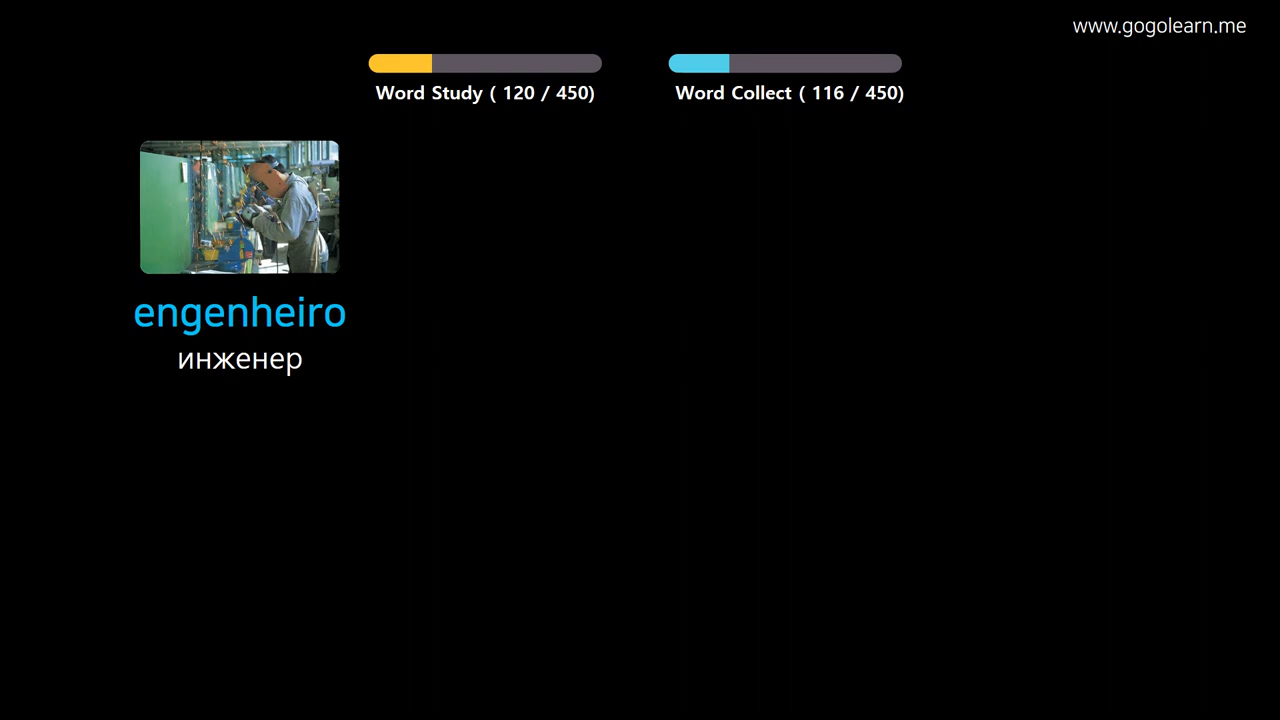 www.gogolearn.me
Word Study ( 120 / 450)
Word Collect ( 116 / 450)
engenheiro
инженер